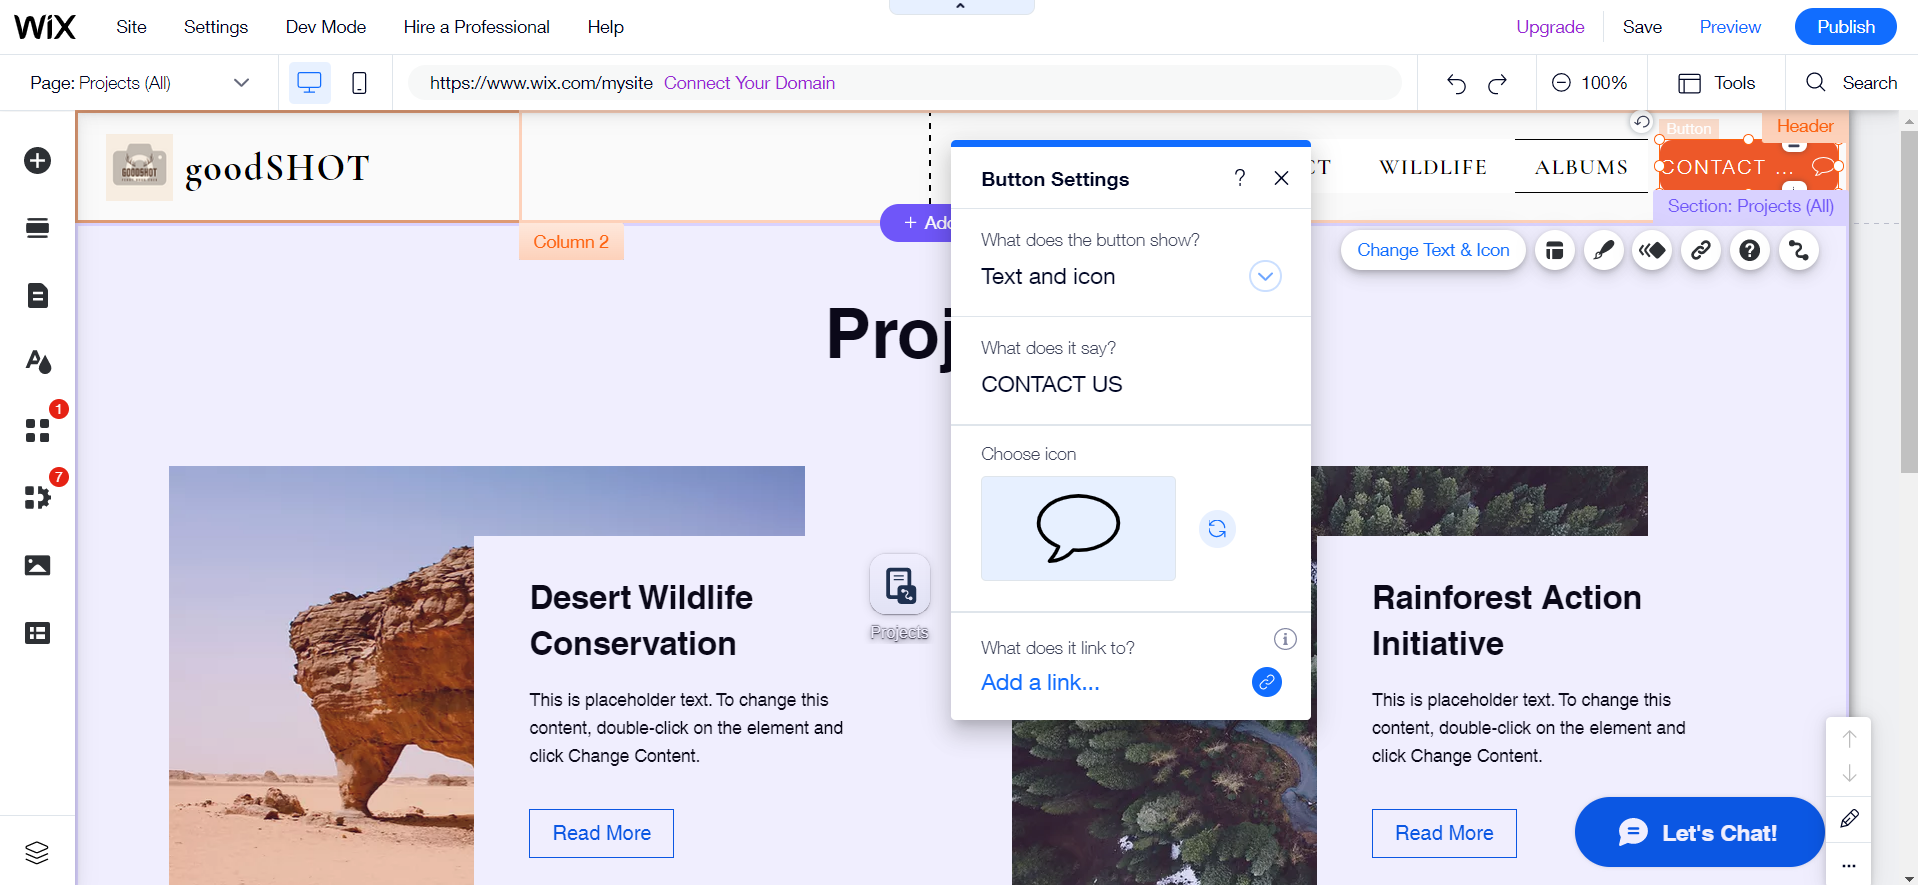 WiX
Site
Settings
Dev Mode
Hire a Professional
Help
Upgrade
Save
Preview
Publish
Page: Projects (All)
https://www.wix.com/mysite
Connect Your Domain
100%
Tools
Search
GOODSHOT
goodSHOT
CT
WILDLIFE
ALBUMS
Button
Header
CONTACT ...
Section: Projects (All)
Column 2
+ Add
Change Text & Icon
Button Settings
?
What does the button show?
Text and icon
What does it say?
CONTACT US
Choose icon
What does it link to?
Add a link...
Proj
1
7
Desert Wildlife
Conservation
This is placeholder text. To change this
content, double-click on the element and
click Change Content.
Read More
Projects
Rainforest Action
Initiative
This is placeholder text. To change this
content, double-click on the element and
click Change Content.
Read More
Let's Chat!